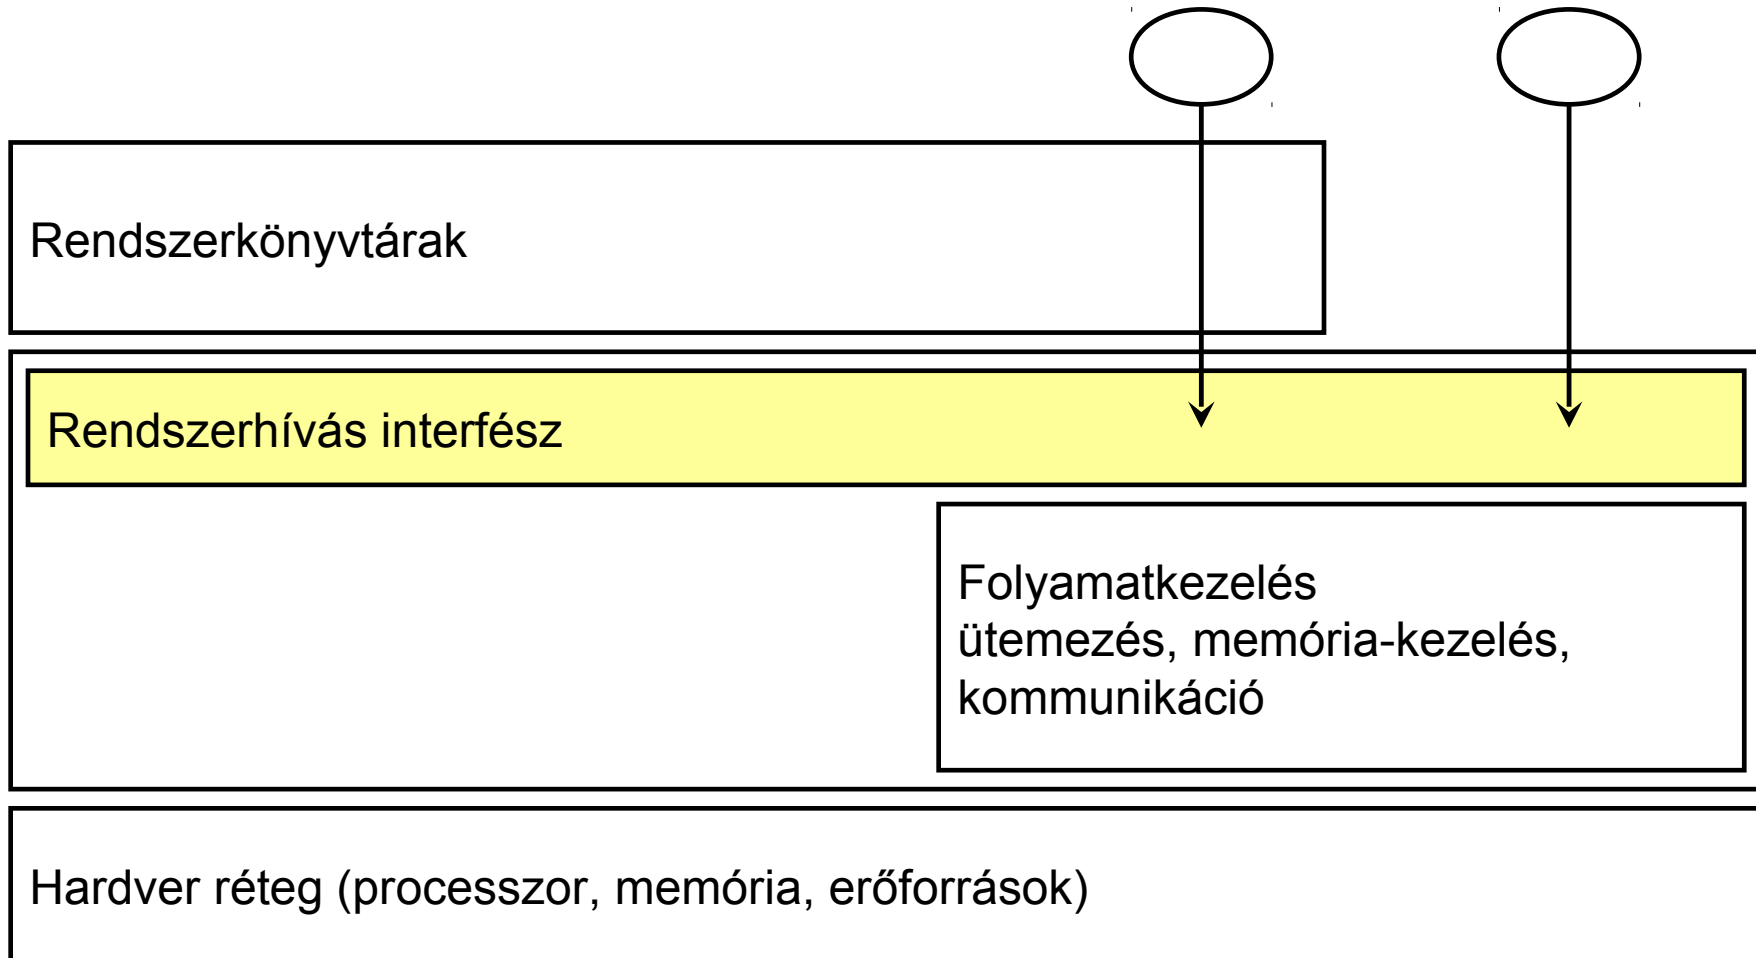 Rendszerkönyvtárak
Rendszerhívás interfész
Folyamatkezelés
ütemezés, memória-kezelés,
kommunikáció
Hardver réteg (processzor, memória, erőforrások)